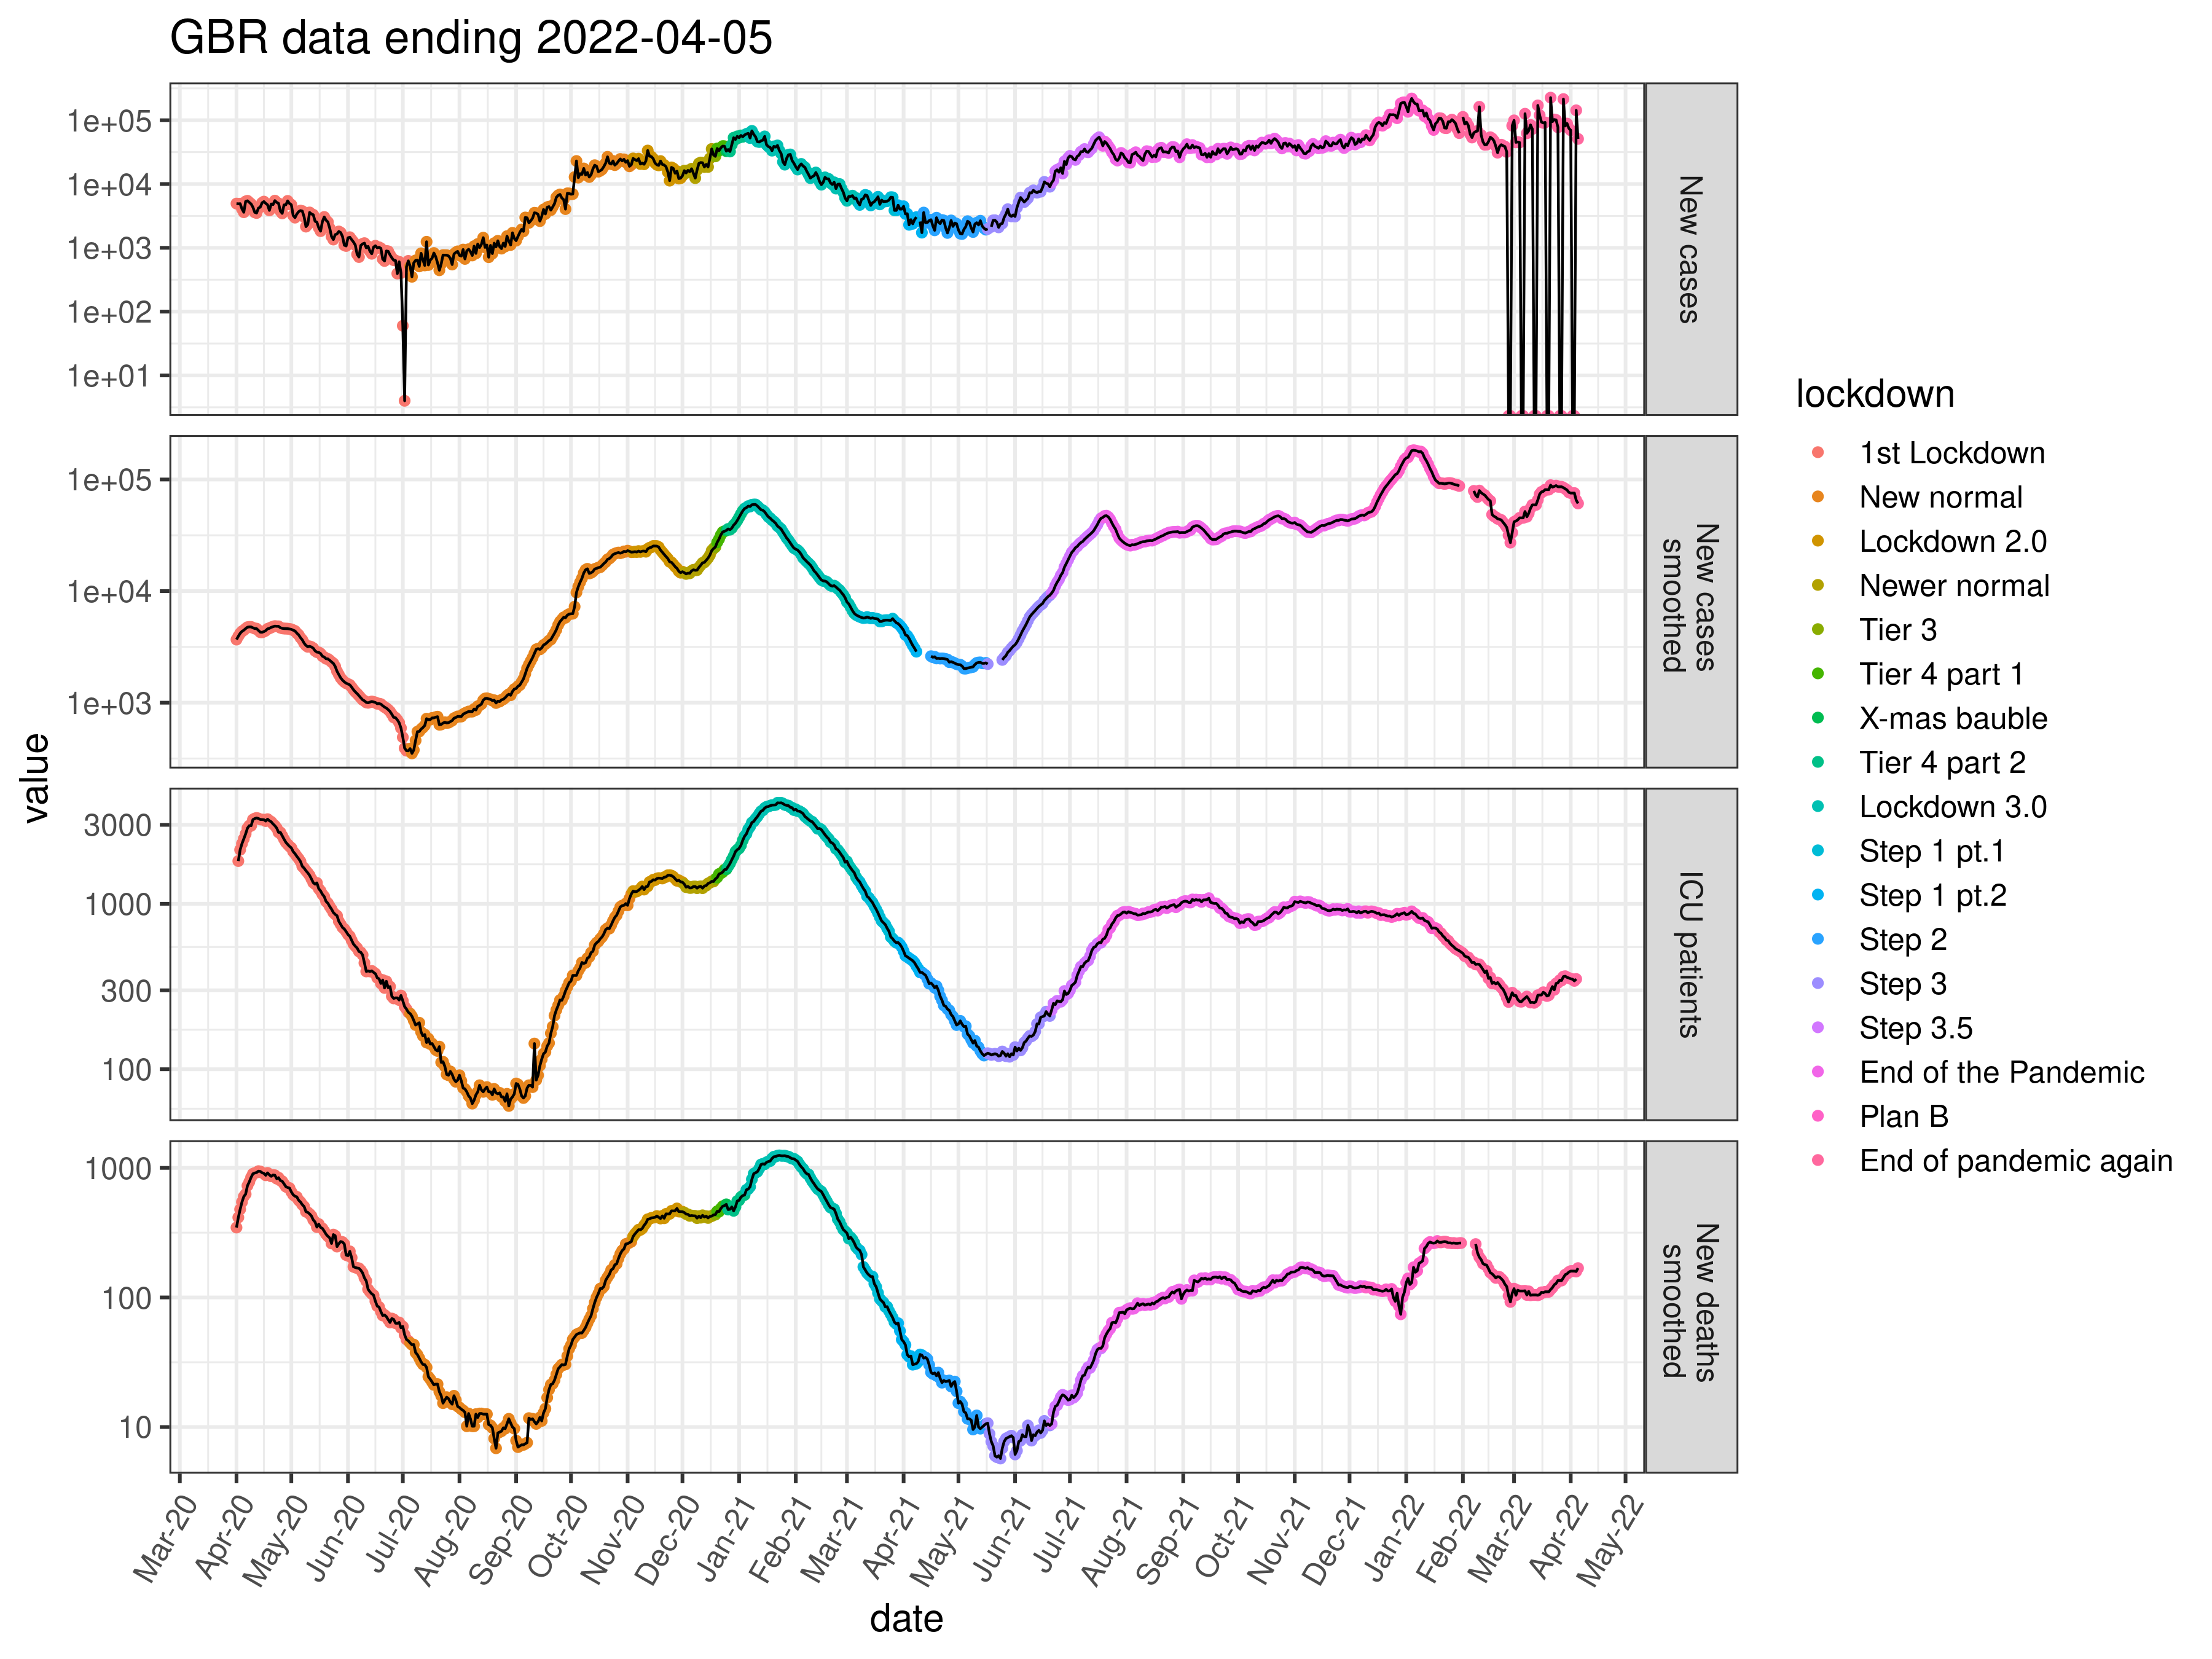 GBR data ending 2022-04-05
value
1e+05
1e+04
1e+03
1e+02
1e+01
New cases
1e+05
1e+04
1e+03
New cases
smoothed
3000
1000
300
100
ICU patients
1000
100
10
New deaths
smoothed
Mar-20
Apr-20
May-20
Jun-20
Jul-20
Aug-20
Sep-20
Oct-20
Nov-20
Dec-20
Jan-21
Feb-21
Mar-21
Apr-21
May-21
Jun-21
Jul-21
Aug-21
Sep-21
Oct-21
Nov-21
Dec-21
Jan-22
Feb-22
Mar-22
Apr-22
May-22
date
lockdown
1st Lockdown
New normal
Lockdown 2.0
Newer normal
Tier 3
Tier 4 part 1
X-mas bauble
Tier 4 part 2
Lockdown 3.0
Step 1 pt.1
Step 1 pt.2
Step 2
Step 3
Step 3.5
End of the Pandemic
Plan B
End of pandemic again